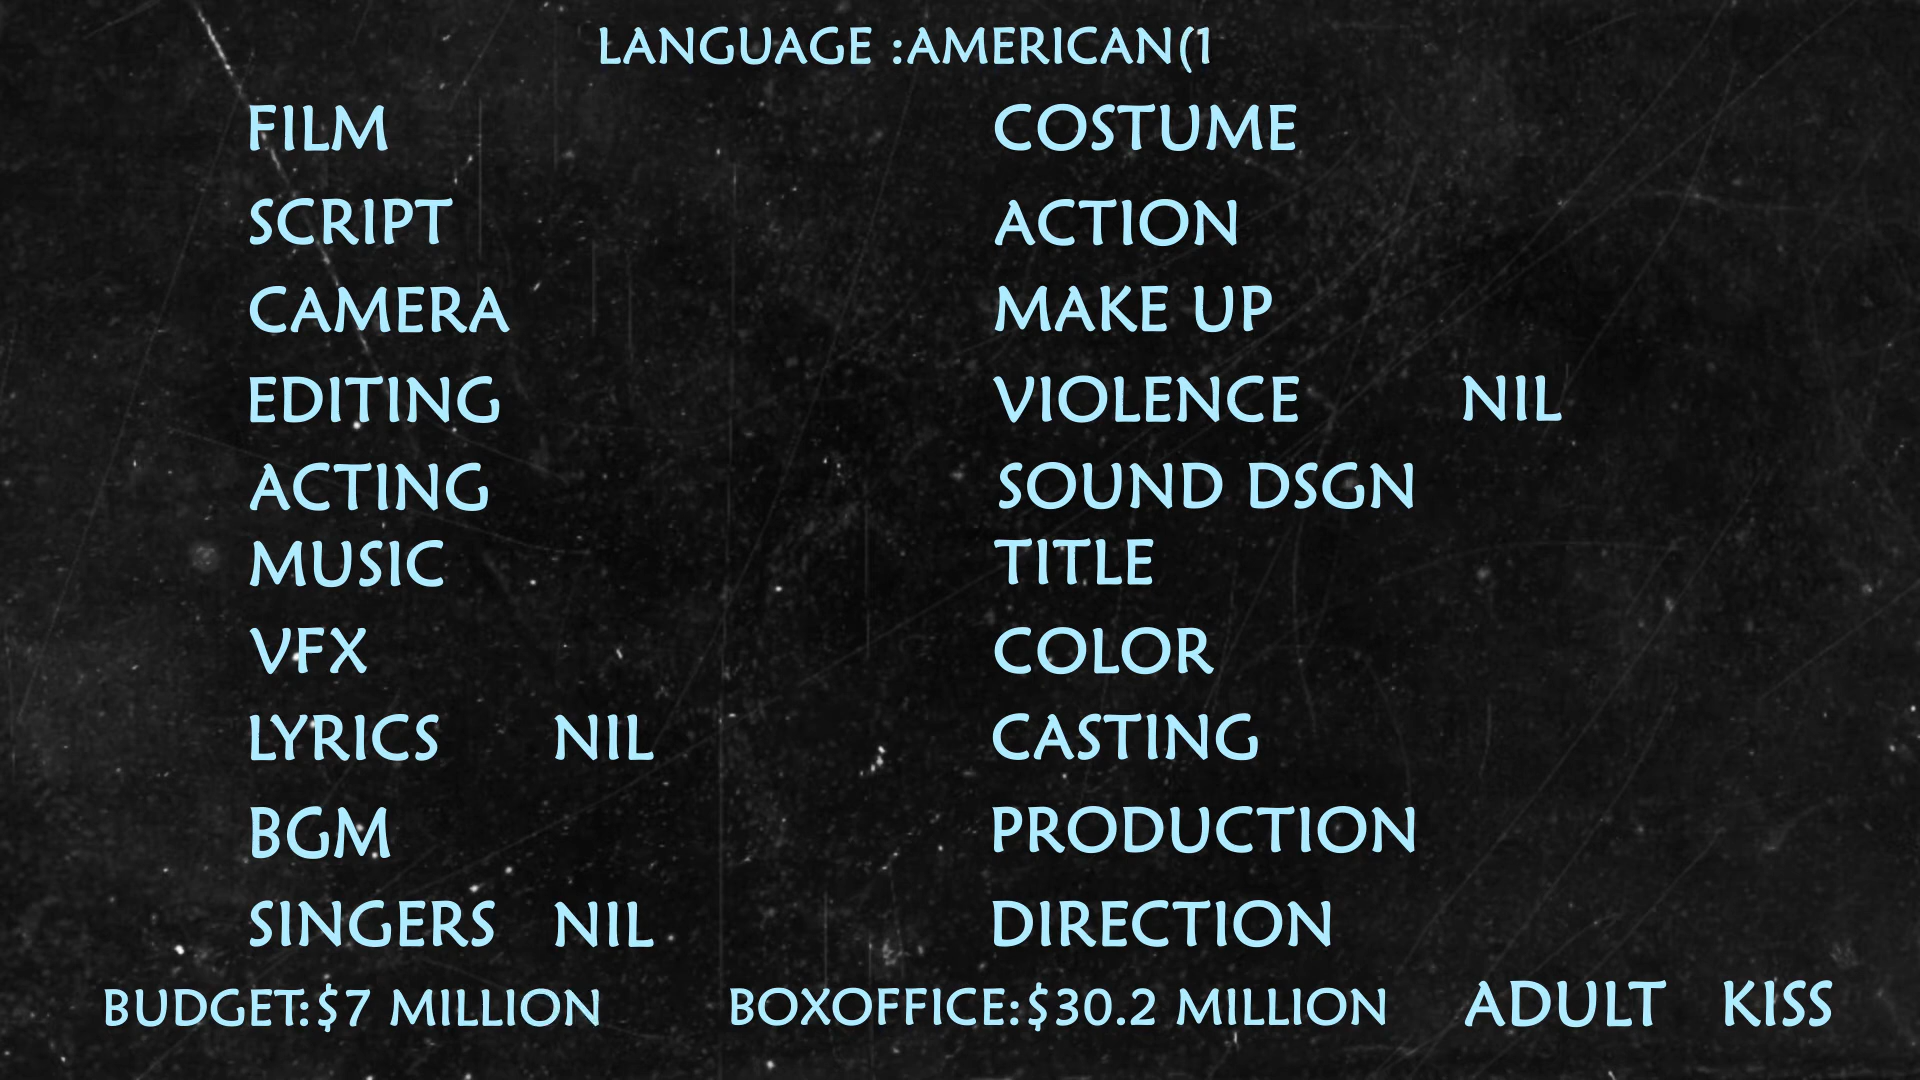 LANGUAGE :AMERICAN(1
FILM
SCRIPT
CAMERA
EDITING
ACTING
MUSIC
VFX
LYRICS NIL
BGM
SINGERS NIL
COSTUME
ACTION
MAKE UP
VIOLENCE NIL
SOUND DSGN
TITLE
COLOR
CASTING
PRODUCTION
DIRECTION
BUDGET:$7 MILLION BOXOFFICE:$30.2 MILLION ADULT KISS